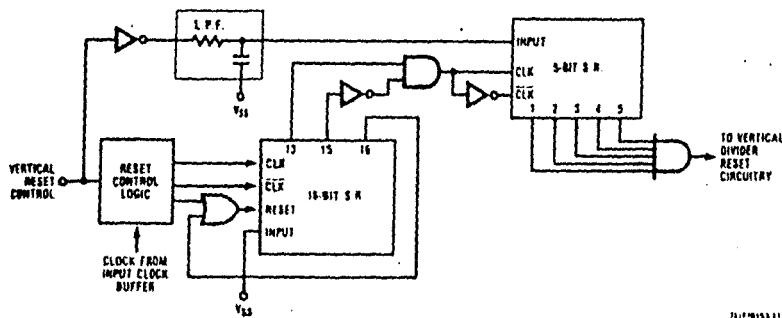 L.P.F.
VSS
INPUT
5-BIT S R
CLK
CLK
1 2 3 4 5
TO VERTICAL
DIVIDER
RESET
CIRCUITRY
13 15 16
VERTICAL
RESET
CONTROL
RESET
CONTROL
LOGIC
CLK
CLK
RESET
INPUT
16-BIT S R
CLOCK FROM
INPUT CLOCK
BUFFER
VSS